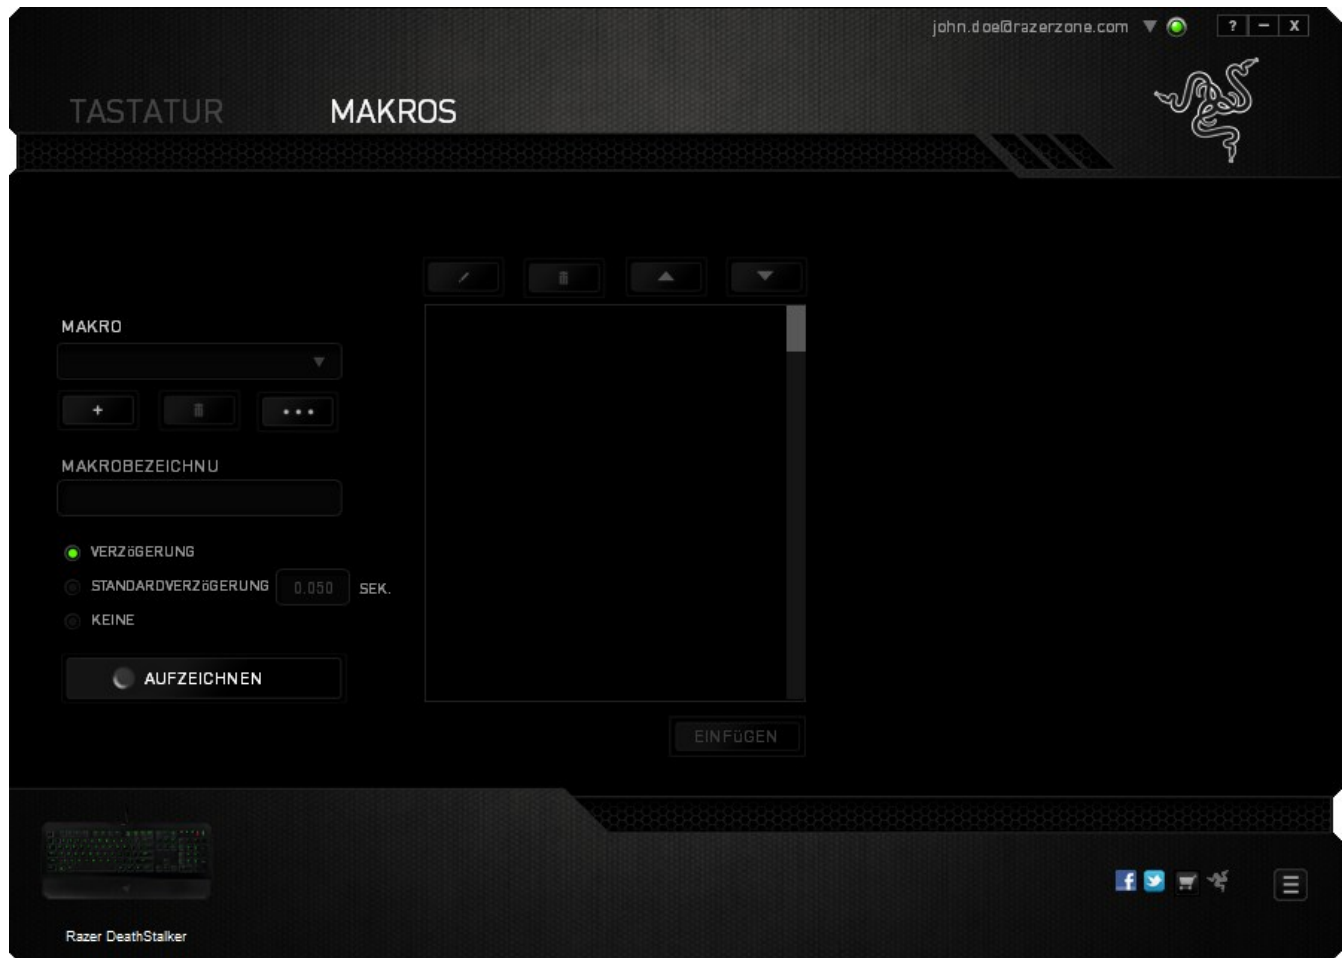 john.doe@razerzone.com
? – X
TASTATUR MAKROS
MAKRO
+ •••
MAKROBEZEICHNU
VERZöGERUNG
STANDARDVERZöGERUNG 0.050 SEK.
KEINE
AUFZEICHNEN
EINFüGEN
Razer DeathStalker